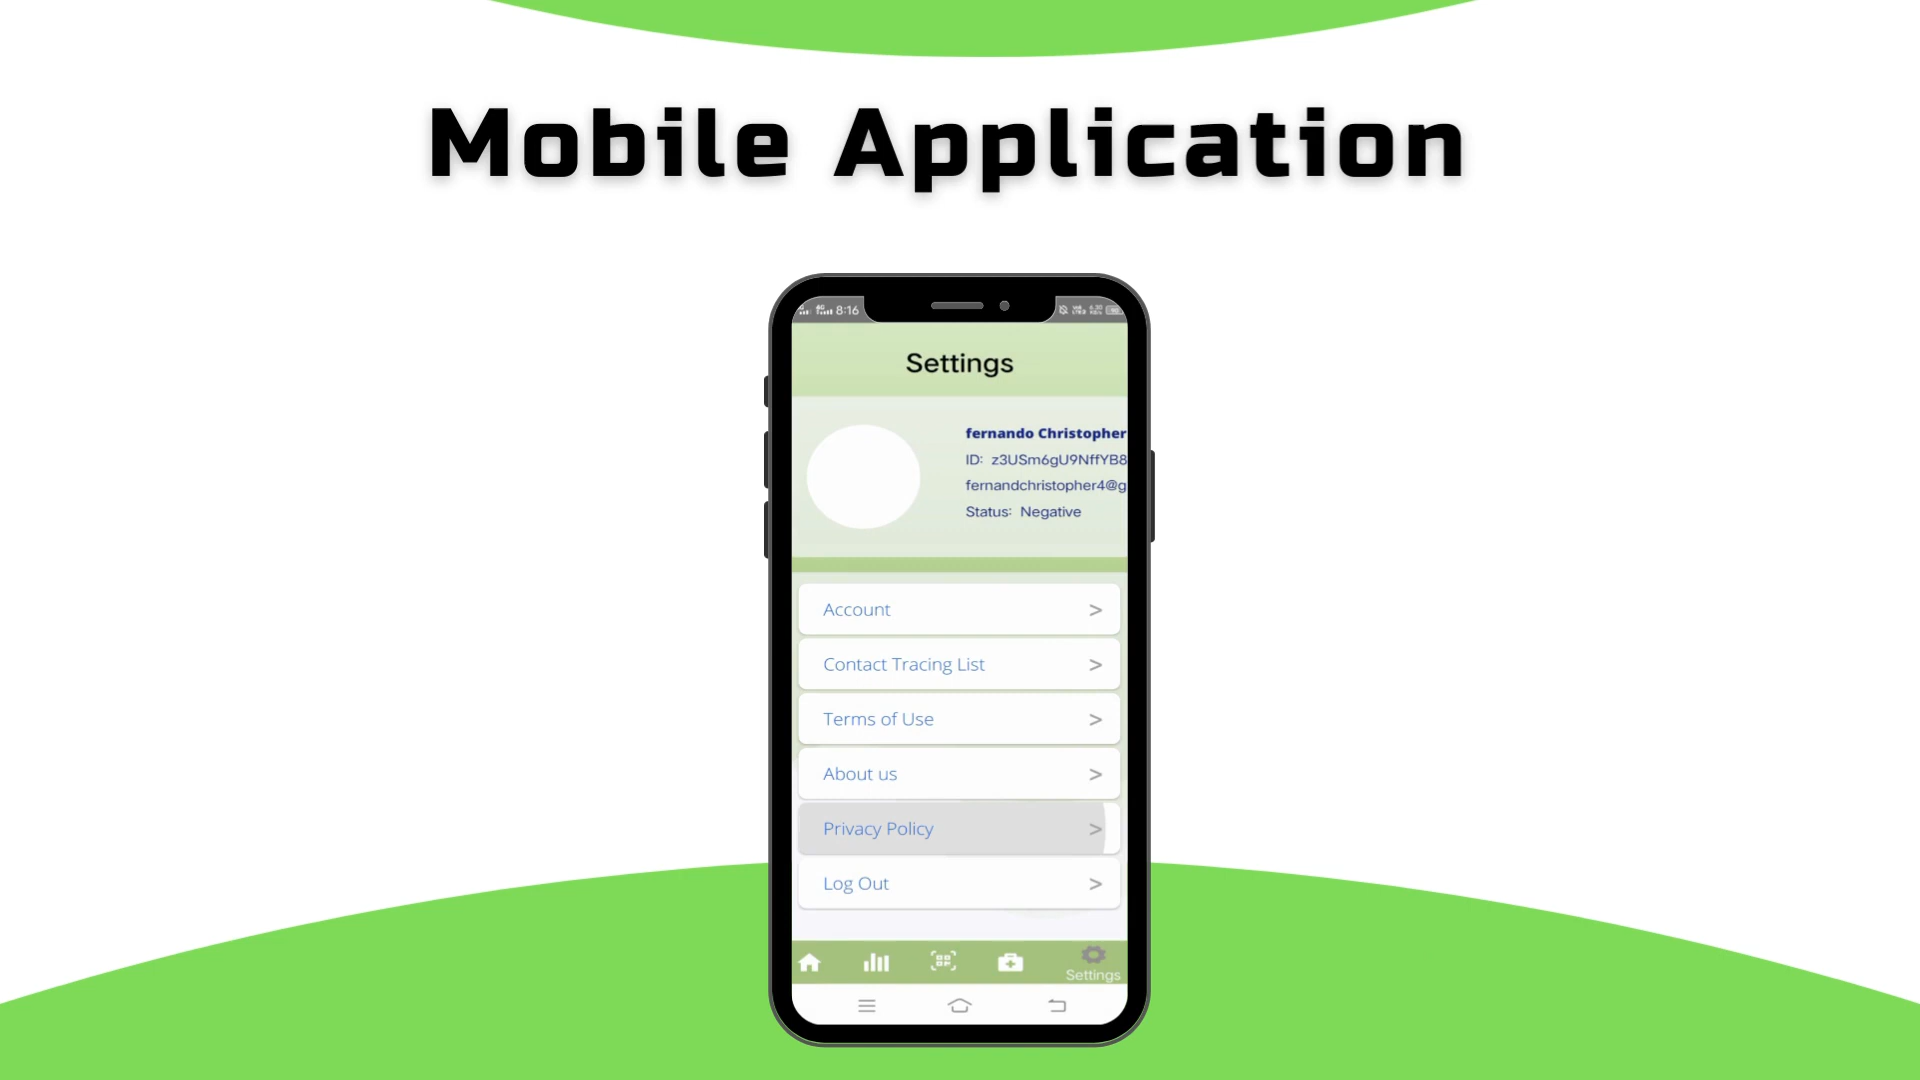 Mobile Application
8:16
Settings
fernando Christopher
ID: z3USm6gU9NffYB8
fernandchristopher4@g
Status: Negative
Account >
Contact Tracing List >
Terms of Use >
About us >
Privacy Policy >
Log Out >
Settings